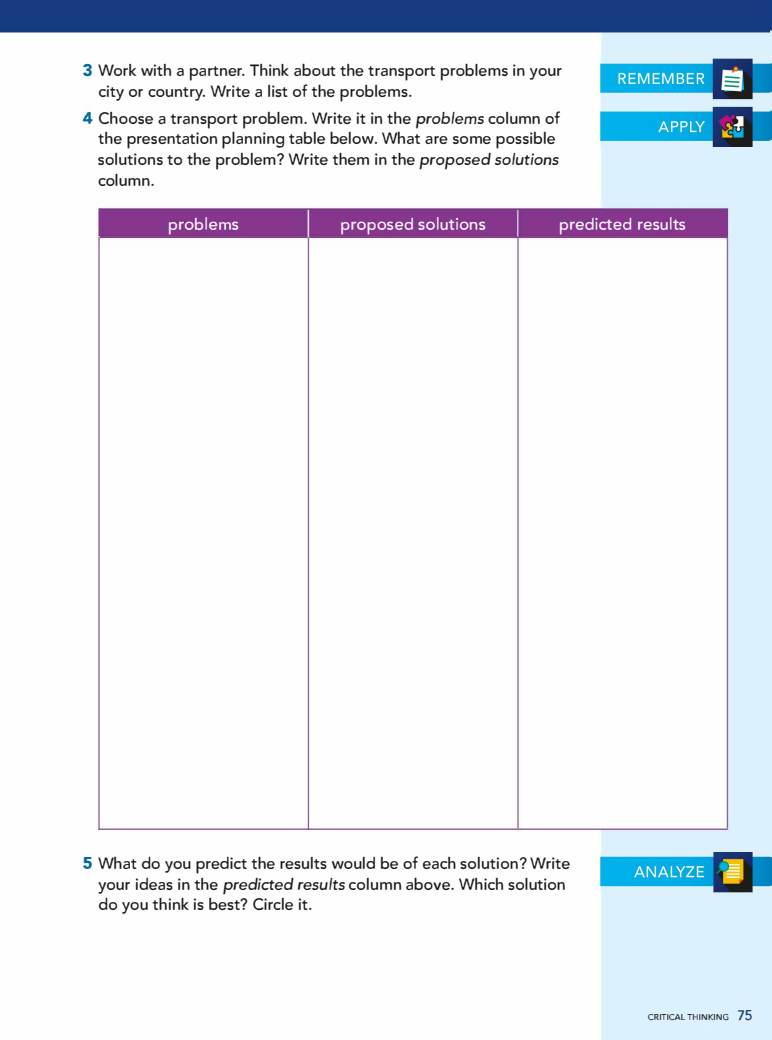 3 Work with a partner. Think about the transport problems in your
city or country. Write a list of the problems.
REMEMBER
4 Choose a transport problem. Write it in the problems column of
the presentation planning table below. What are some possible
solutions to the problem? Write them in the proposed solutions
column.
APPLY
problems proposed solutions predicted results
5 What do you predict the results would be of each solution? Write
your ideas in the predicted results column above. Which solution
do you think is best? Circle it.
ANALYZE
CRITICAL THINKING 75